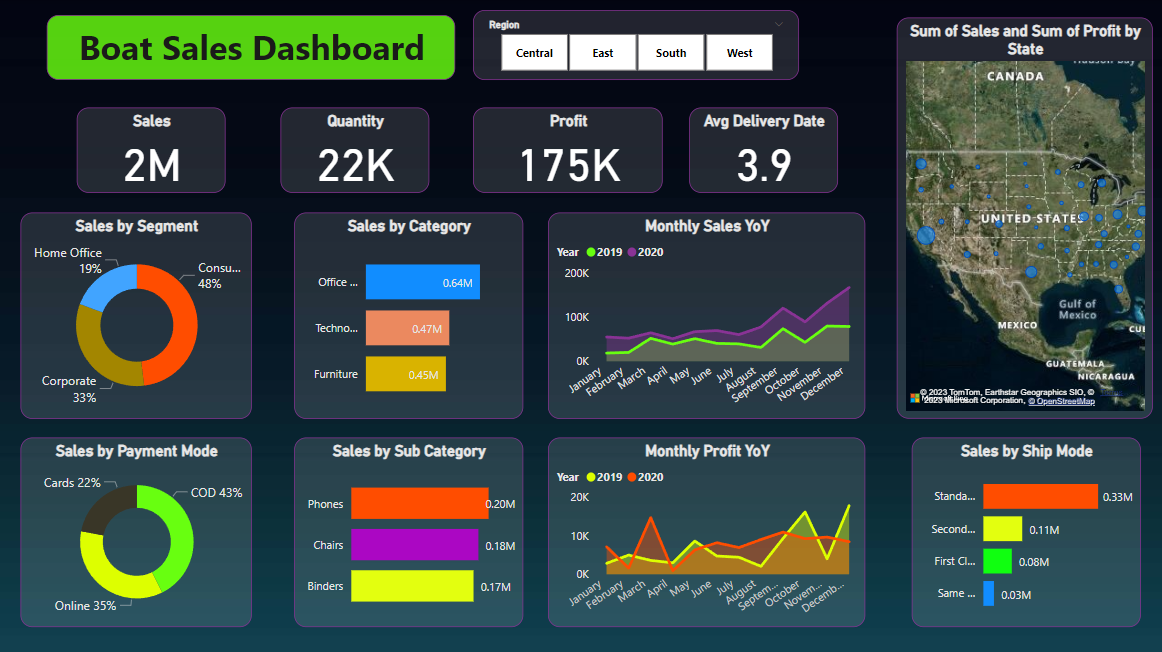 Boat Sales Dashboard
Region
Central
East
South
West
Sales
2M
Quantity
22K
Profit
175K
Avg Delivery Date
3.9
Sum of Sales and Sum of Profit by
State
CANADA
Hudson Bay
UNITED STATES
Gulf of
Mexico
MEXICO
CUE
GUATEMALA
NICARAGUA
© 2023 TomTom, Earthstar Geographics SIO, ©
2023 Microsoft Corporation, © OpenStreetMap
Sales by Segment
Home Office
19%
Consu...
48%
Corporate
33%
Sales by Category
Office ...
0.64M
Techno...
0.47M
Furniture
0.45M
Monthly Sales YoY
Year 2019 2020
200K
100K
0K
January
February
March
April
May
June
July
August
September
October
November
December
Sales by Payment Mode
Cards 22%
COD 43%
Online 35%
Sales by Sub Category
Phones
0.20M
Chairs
0.18M
Binders
0.17M
Monthly Profit YoY
Year 2019 2020
20K
10K
0K
January
February
March
April
May
June
July
August
Septem...
October
Novem...
Decemb...
Sales by Ship Mode
Standa...
0.33M
Second...
0.11M
First Cl...
0.08M
Same ...
0.03M